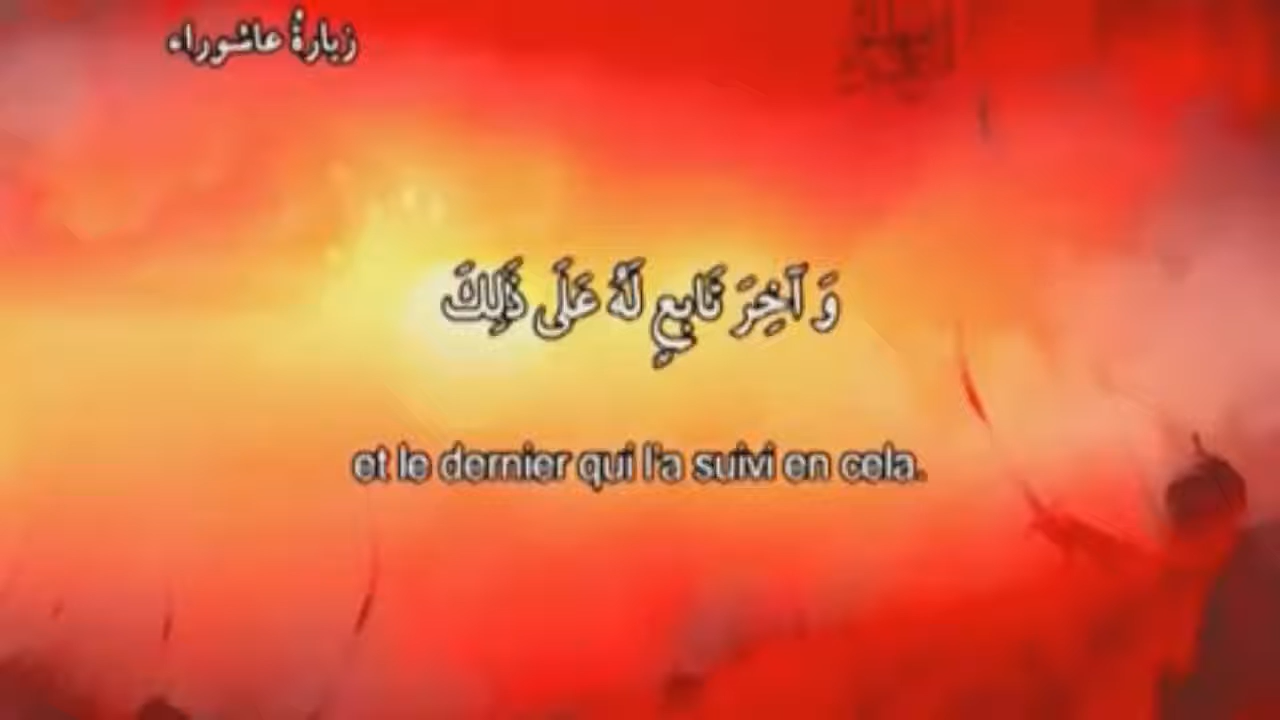 زيارةُ عاشوراء
وَ آخِرَ تَابِعٍ لَهُ عَلَى ذَلِكَ
et le dernier qui l'a suivi en cela.